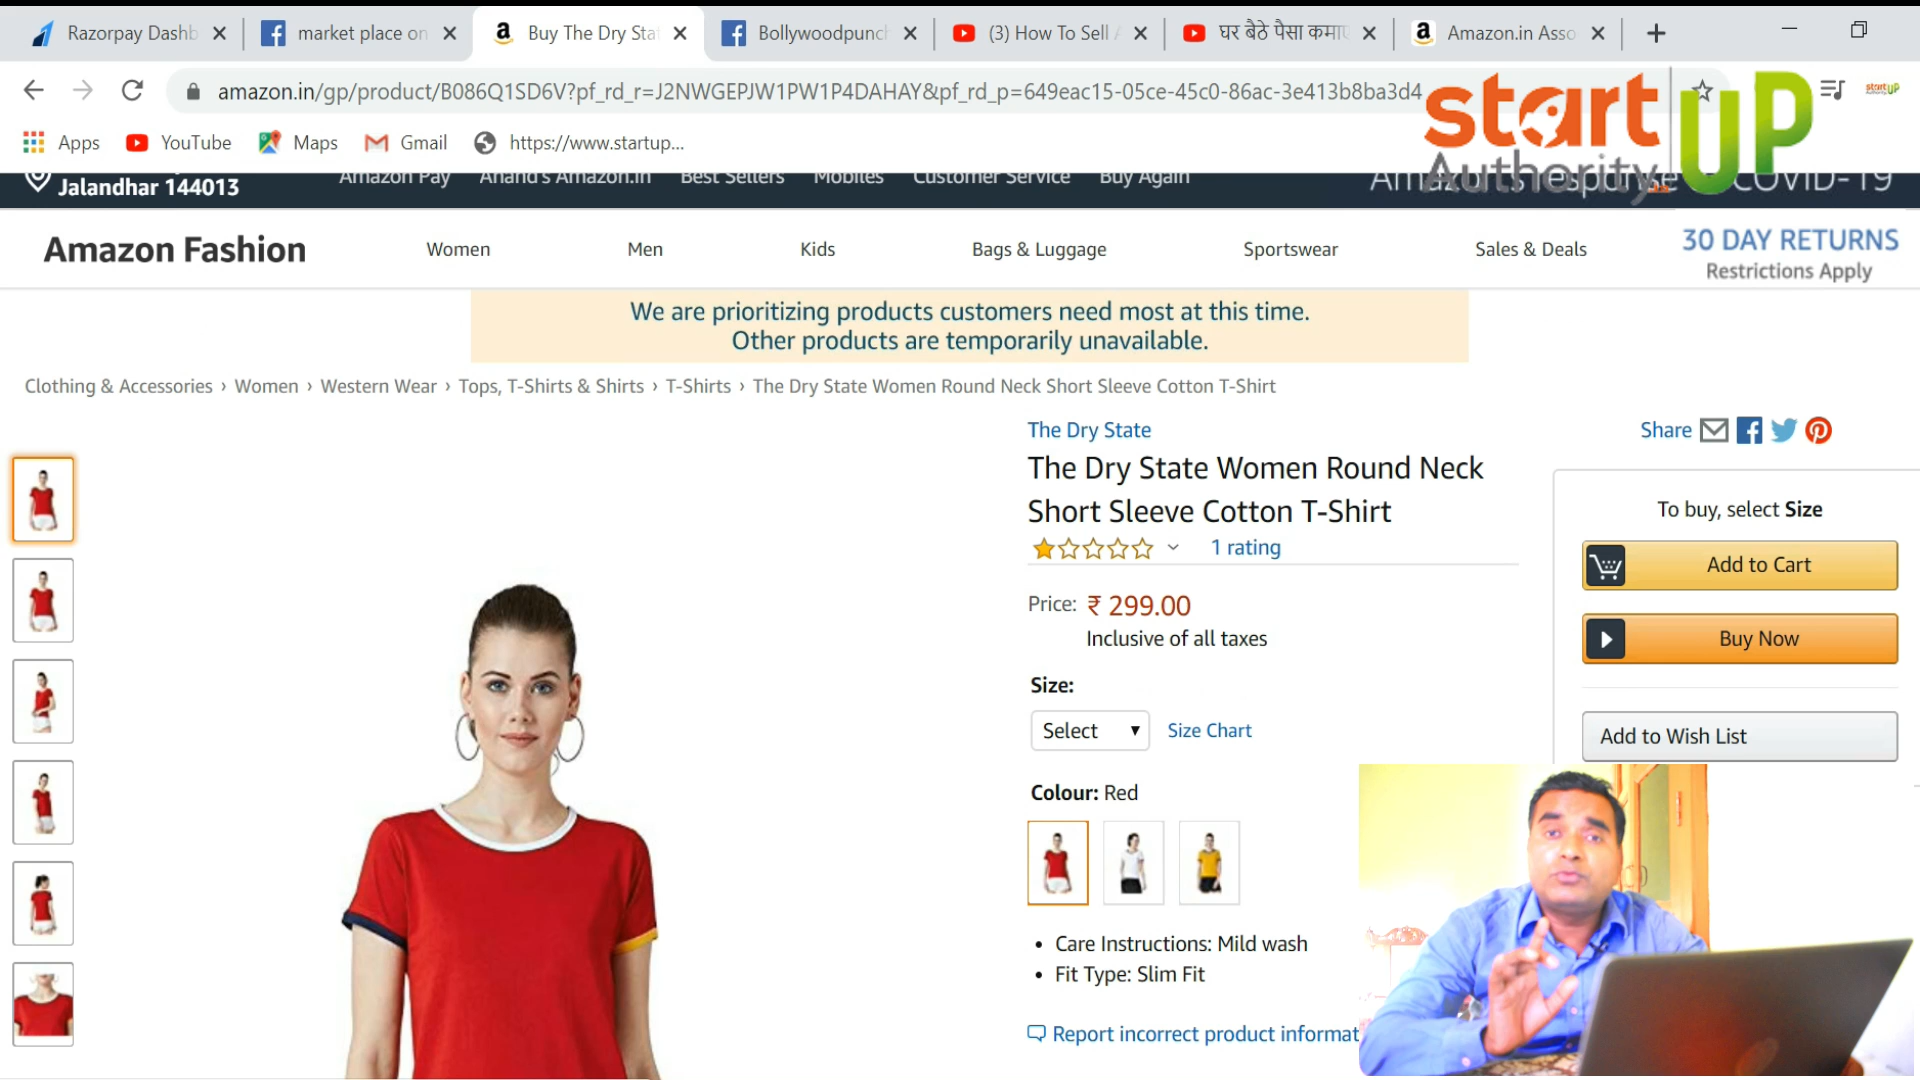 Razorpay Dashb
market place on
Buy The Dry Stat
Bollywoodpunch
(3) How To Sell A
घर बैठे पैसा कमाए
Amazon.in Asso
amazon.in/gp/product/B086Q1SD6V?pf_rd_r=J2NWGEPJW1PW1P4DAHAY&pf_rd_p=649eac15-05ce-45c0-86ac-3e413b8ba3d4
start UP
Authority
Apps
YouTube
Maps
Gmail
https://www.startup...
Jalandhar 144013
Amazon Pay
Anand's Amazon.in
Best Sellers
Mobiles
Customer Service
Buy Again
COVID-19
Amazon Fashion
Women
Men
Kids
Bags & Luggage
Sportswear
Sales & Deals
30 DAY RETURNS
Restrictions Apply
We are prioritizing products customers need most at this time.
Other products are temporarily unavailable.
Clothing & Accessories › Women › Western Wear › Tops, T-Shirts & Shirts › T-Shirts › The Dry State Women Round Neck Short Sleeve Cotton T-Shirt
The Dry State
Share
The Dry State Women Round Neck
Short Sleeve Cotton T-Shirt
1 rating
Price: ₹ 299.00
Inclusive of all taxes
Size:
Select
Size Chart
Colour: Red
Care Instructions: Mild wash
Fit Type: Slim Fit
Report incorrect product informat
To buy, select Size
Add to Cart
Buy Now
Add to Wish List